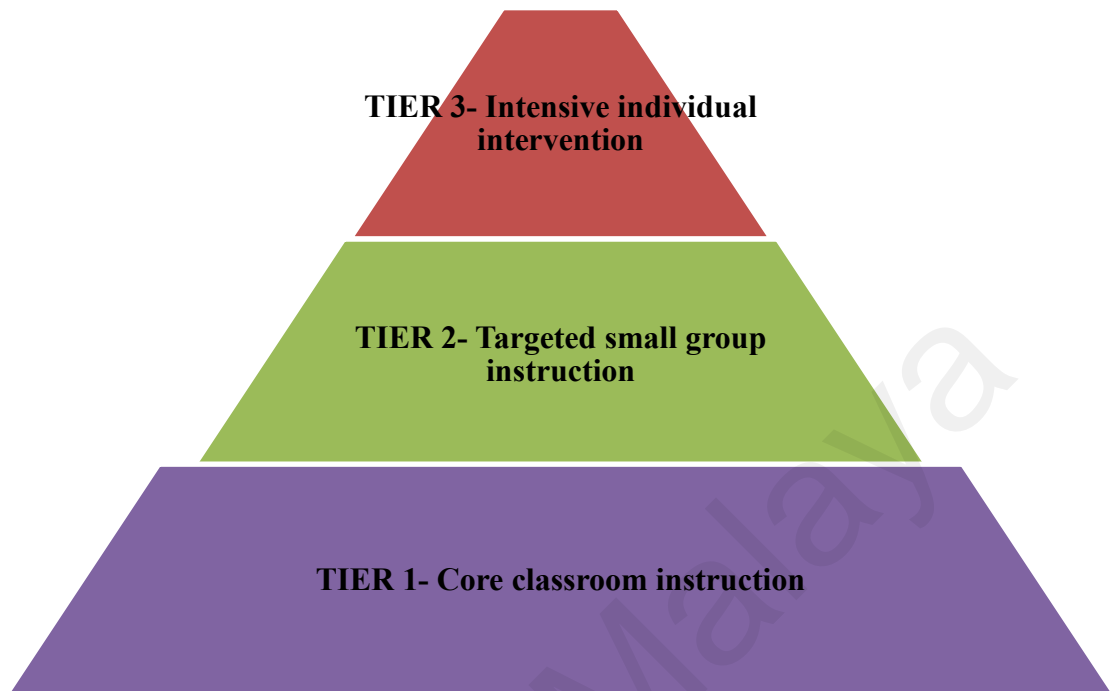 TIER 3- Intensive individual
intervention
TIER 2- Targeted small group
instruction
TIER 1- Core classroom instruction
Malaya